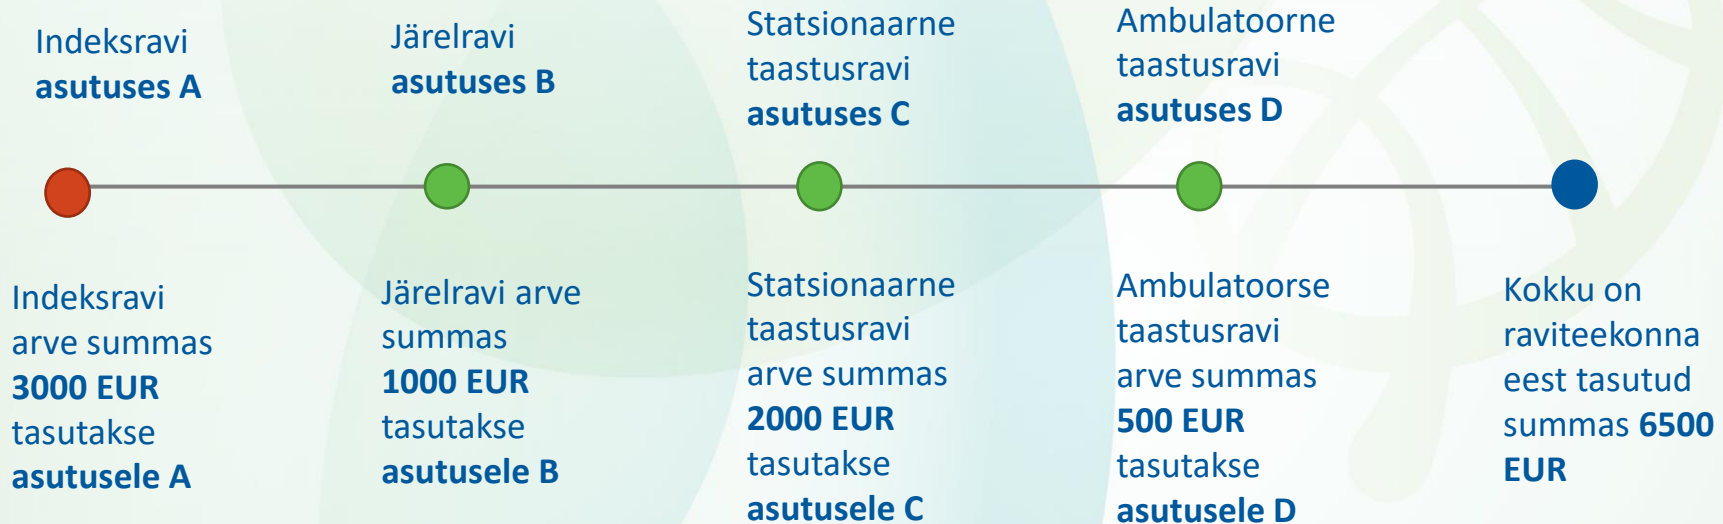 Indeksravi
asutuses A
Järelravi
asutuses B
Statsionaarne
taastusravi
asutuses C
Ambulatoorne
taastusravi
asutuses D
Indeksravi
arve summas
3000 EUR
tasutakse
asutusele A
Järelravi arve
summas
1000 EUR
tasutakse
asutusele B
Statsionaarne
taastusravi
arve summas
2000 EUR
tasutakse
asutusele C
Ambulatoorse
taastusravi
arve summas
500 EUR
tasutakse
asutusele D
Kokku on
raviteekonna
eest tasutud
summas 6500
EUR